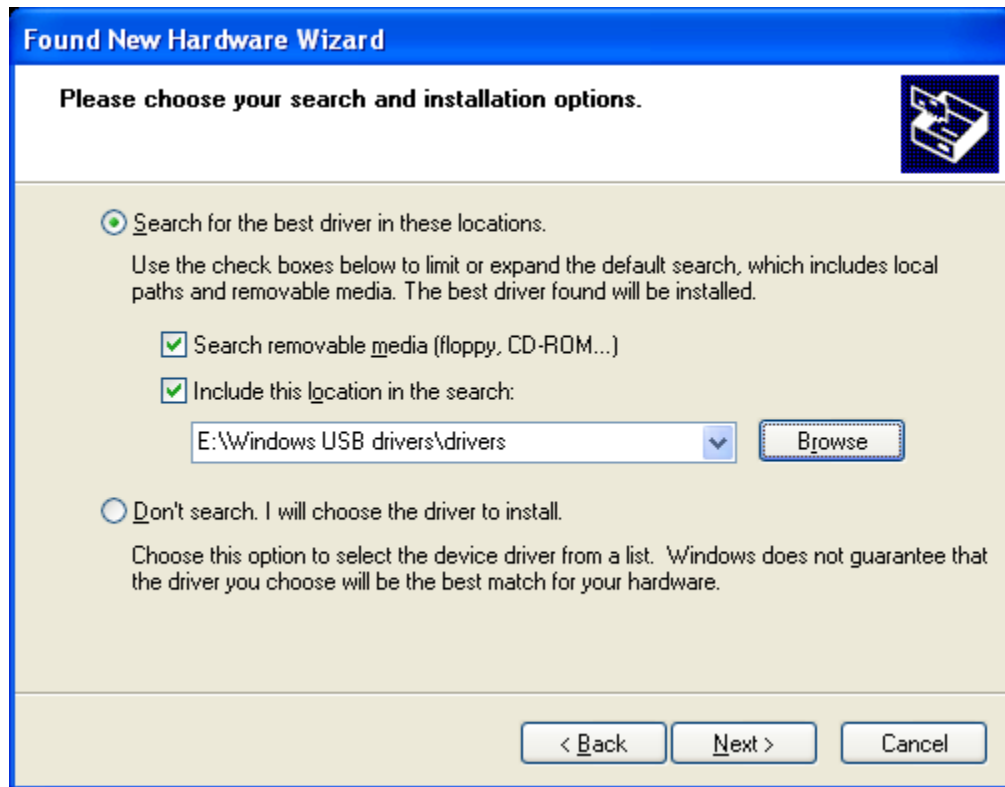 Found New Hardware Wizard
Please choose your search and installation options.
Search for the best driver in these locations.
Use the check boxes below to limit or expand the default search, which includes local
paths and removable media. The best driver found will be installed.
Search removable media (floppy, CD-ROM...)
Include this location in the search:
E:\Windows USB drivers\drivers
Browse
Don't search. I will choose the driver to install.
Choose this option to select the device driver from a list.  Windows does not guarantee that
the driver you choose will be the best match for your hardware.
< Back
Next >
Cancel